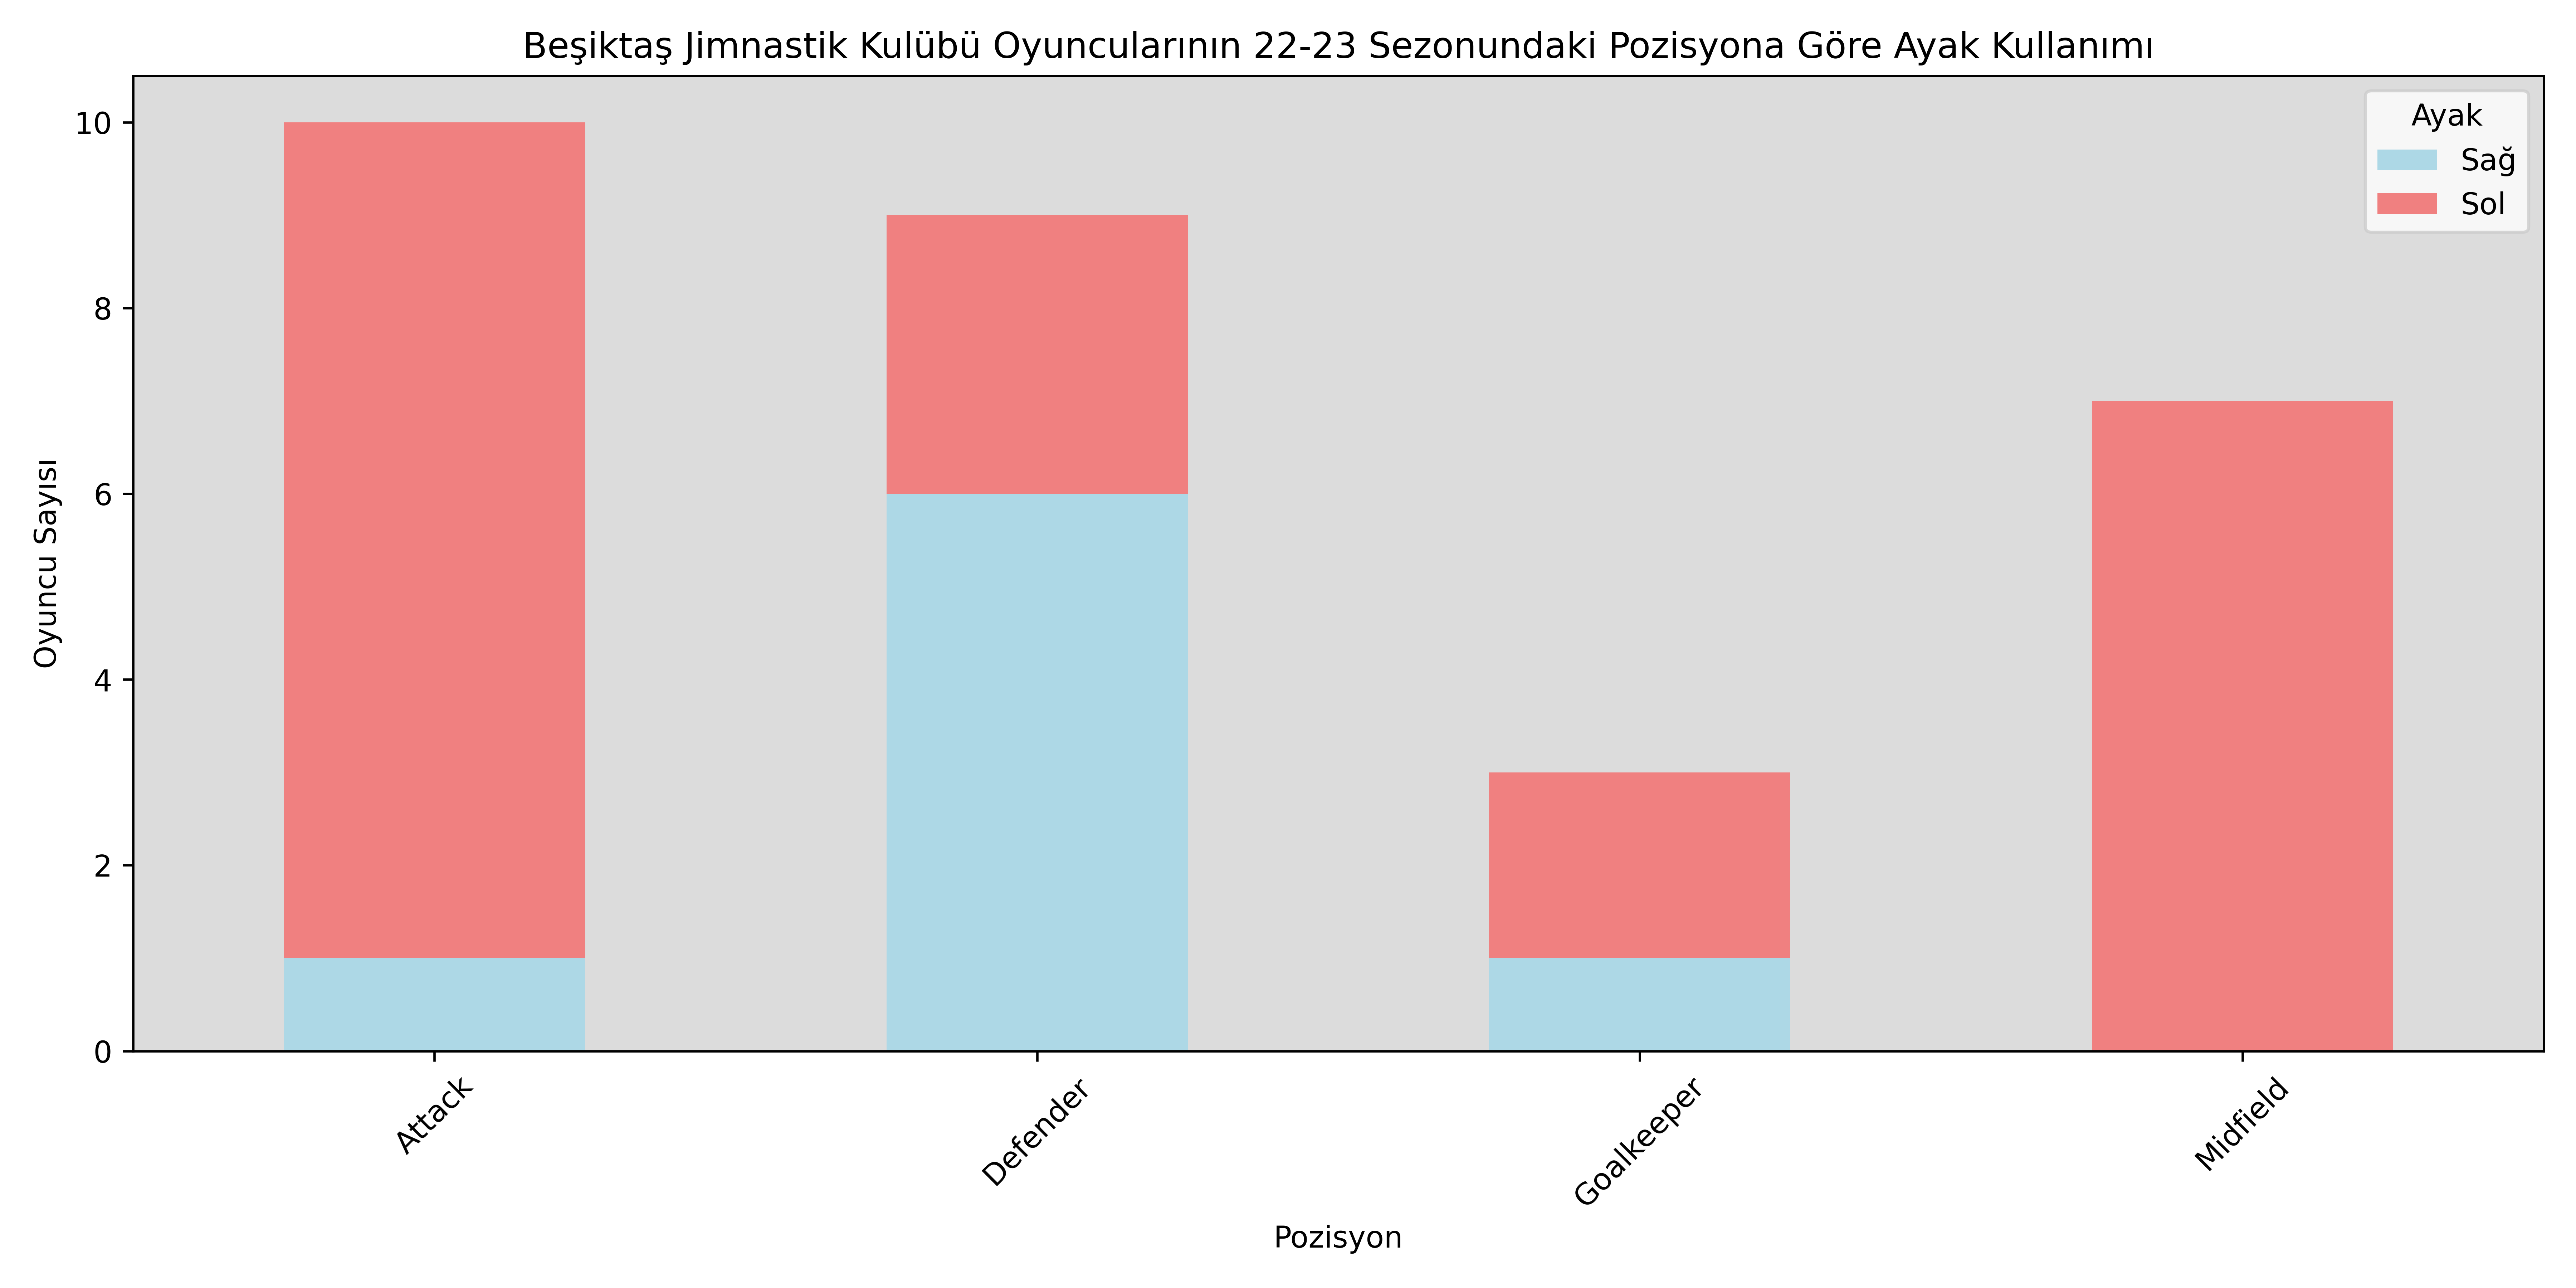 Beşiktaş Jimnastik Kulübü Oyuncularının 22-23 Sezonundaki Pozisyona Göre Ayak Kullanımı
Ayak
Sağ
Sol
Oyuncu Sayısı
10
8
6
4
2
0
Attack
Defender
Goalkeeper
Midfield
Pozisyon